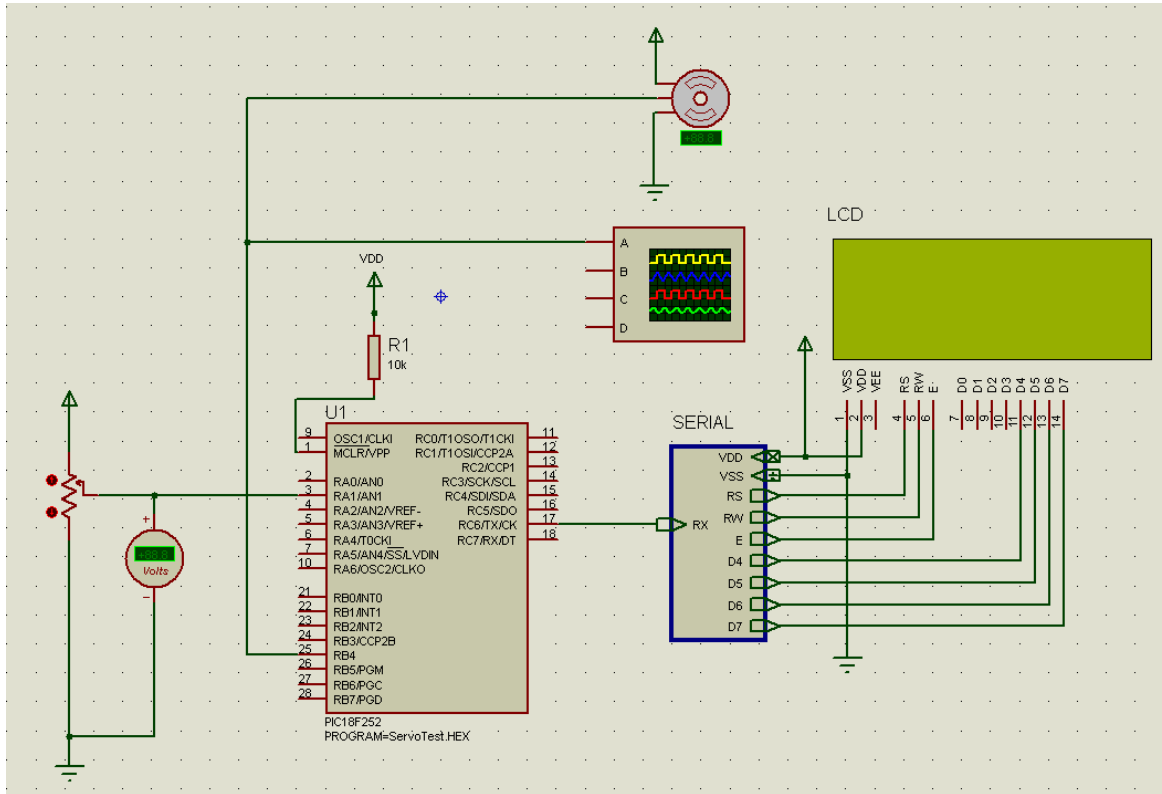 +88.8
LCD
A
B
C
D
VDD
R1
10k
VSS
VDD
VEE
RS
RW
E
D0
D1
D2
D3
D4
D5
D6
D7
1
2
3
4
5
6
7
8
9
10
11
12
13
14
U1
SERIAL
9 OSC1/CLKI RC0/T1OSO/T1CKI 11
1 MCLR/VPP RC1/T1OSI/CCP2A 12
RC2/CCP1 13
2 RA0/AN0 RC3/SCK/SCL 14
3 RA1/AN1 RC4/SDI/SDA 15
4 RA2/AN2/VREF- RC5/SDO 16
5 RA3/AN3/VREF+ RC6/TX/CK 17
6 RA4/T0CKI RC7/RX/DT 18
7 RA5/AN4/SS/LVDIN
10 RA6/OSC2/CLKO
21 RB0/INT0
22 RB1/INT1
23 RB2/INT2
24 RB3/CCP2B
25 RB4
26 RB5/PGM
27 RB6/PGC
28 RB7/PGD
PIC18F252
PROGRAM=ServoTest.HEX
+
+88.8
Volts
−
RX
VDD
VSS
RS
RW
E
D4
D5
D6
D7